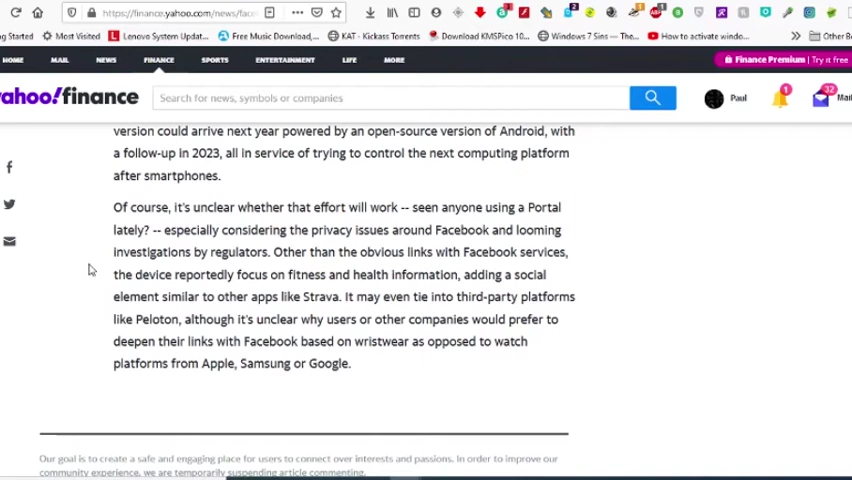 https://finance.yahoo.com/news/fac
ng Started Most Visited Lenovo System Updat... Free Music Download,... KAT - Kickass Torrents Download KMSPico 10... Windows 7 Sins — The... How to activate windo... Other Bo
HOME MAIL NEWS FINANCE SPORTS ENTERTAINMENT LIFE MORE Finance Premium | Try it free
yahoo!finance Search for news, symbols or companies Paul 1 32 Mail
version could arrive next year powered by an open-source version of Android, with
a follow-up in 2023, all in service of trying to control the next computing platform
after smartphones.
Of course, it's unclear whether that effort will work -- seen anyone using a Portal
lately? -- especially considering the privacy issues around Facebook and looming
investigations by regulators. Other than the obvious links with Facebook services,
the device reportedly focus on fitness and health information, adding a social
element similar to other apps like Strava. It may even tie into third-party platforms
like Peloton, although it's unclear why users or other companies would prefer to
deepen their links with Facebook based on wristwear as opposed to watch
platforms from Apple, Samsung or Google.
Our goal is to create a safe and engaging place for users to connect over interests and passions. In order to improve our
community experience, we are temporarily suspending article commenting.